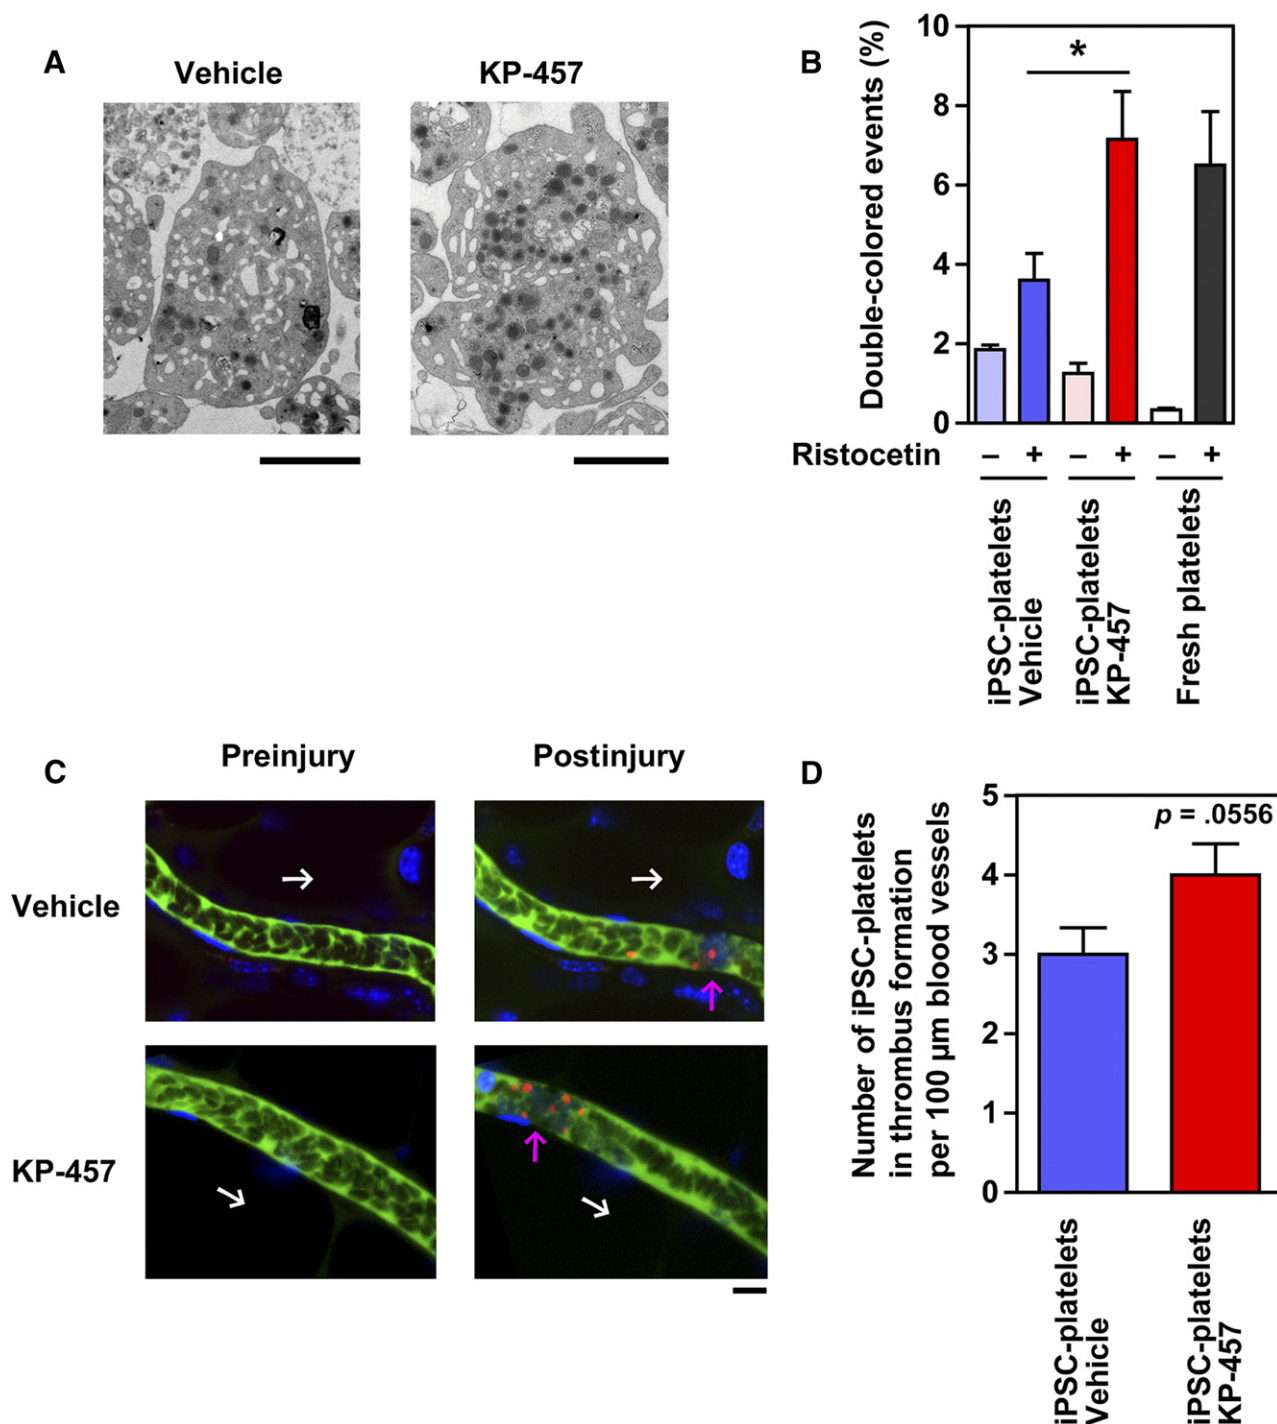 A
Vehicle
KP-457
B
Double-colored events (%)
10
8
6
4
2
0
*
Ristocetin
– + – + – +
iPSC-platelets
Vehicle
iPSC-platelets
KP-457
Fresh platelets
C
Preinjury
Postinjury
Vehicle
KP-457
D
Number of iPSC-platelets
in thrombus formation
per 100 µm blood vessels
5
4
3
2
1
0
p = .0556
iPSC-platelets
Vehicle
iPSC-platelets
KP-457